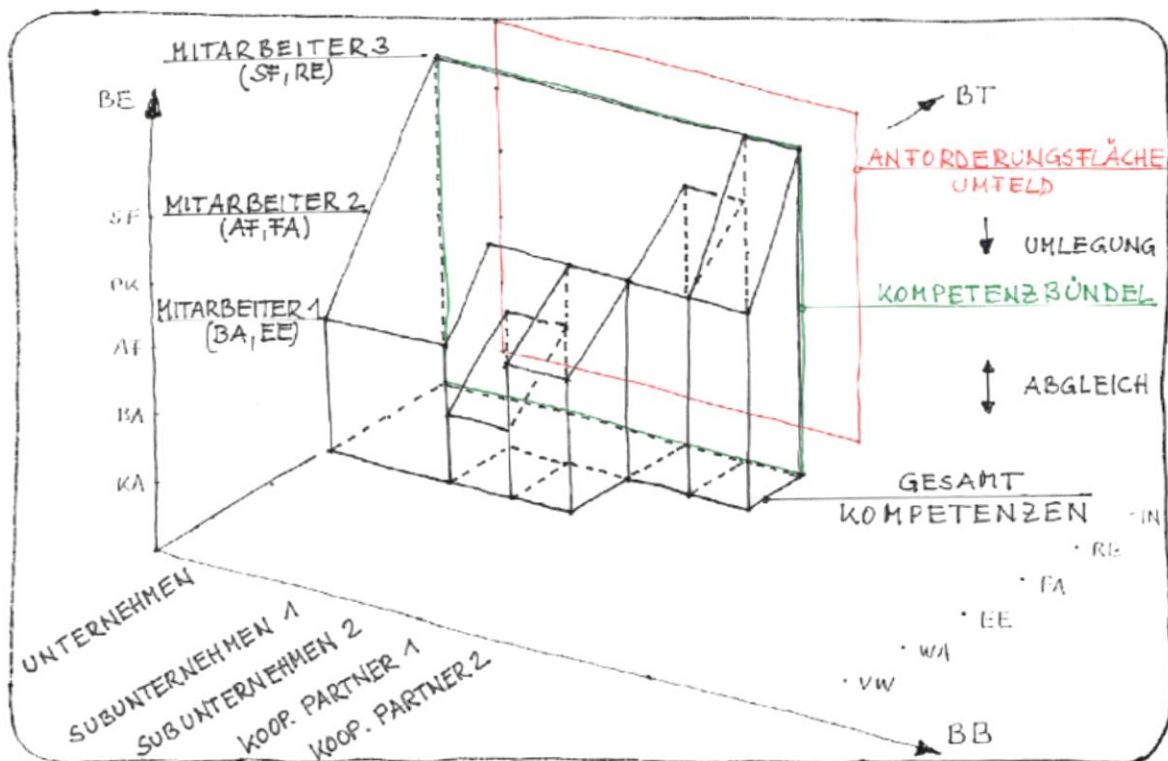 MITARBEITER 3
(SF, RE)
BE
BT
ANFORDERUNGSFLÄCHE
UMFELD
MITARBEITER 2
(AF, FA)
SF
UMLEGUNG
PK
KOMPETENZBÜNDEL
MITARBEITER 1
(BA, EE)
AF
ABGLEICH
BA
KA
GESAMT
KOMPETENZEN
IN
RE
FA
EE
WA
VW
UNTERNEHMEN
SUBUNTERNEHMEN 1
SUBUNTERNEHMEN 2
KOOP. PARTNER 1
KOOP. PARTNER 2
BB